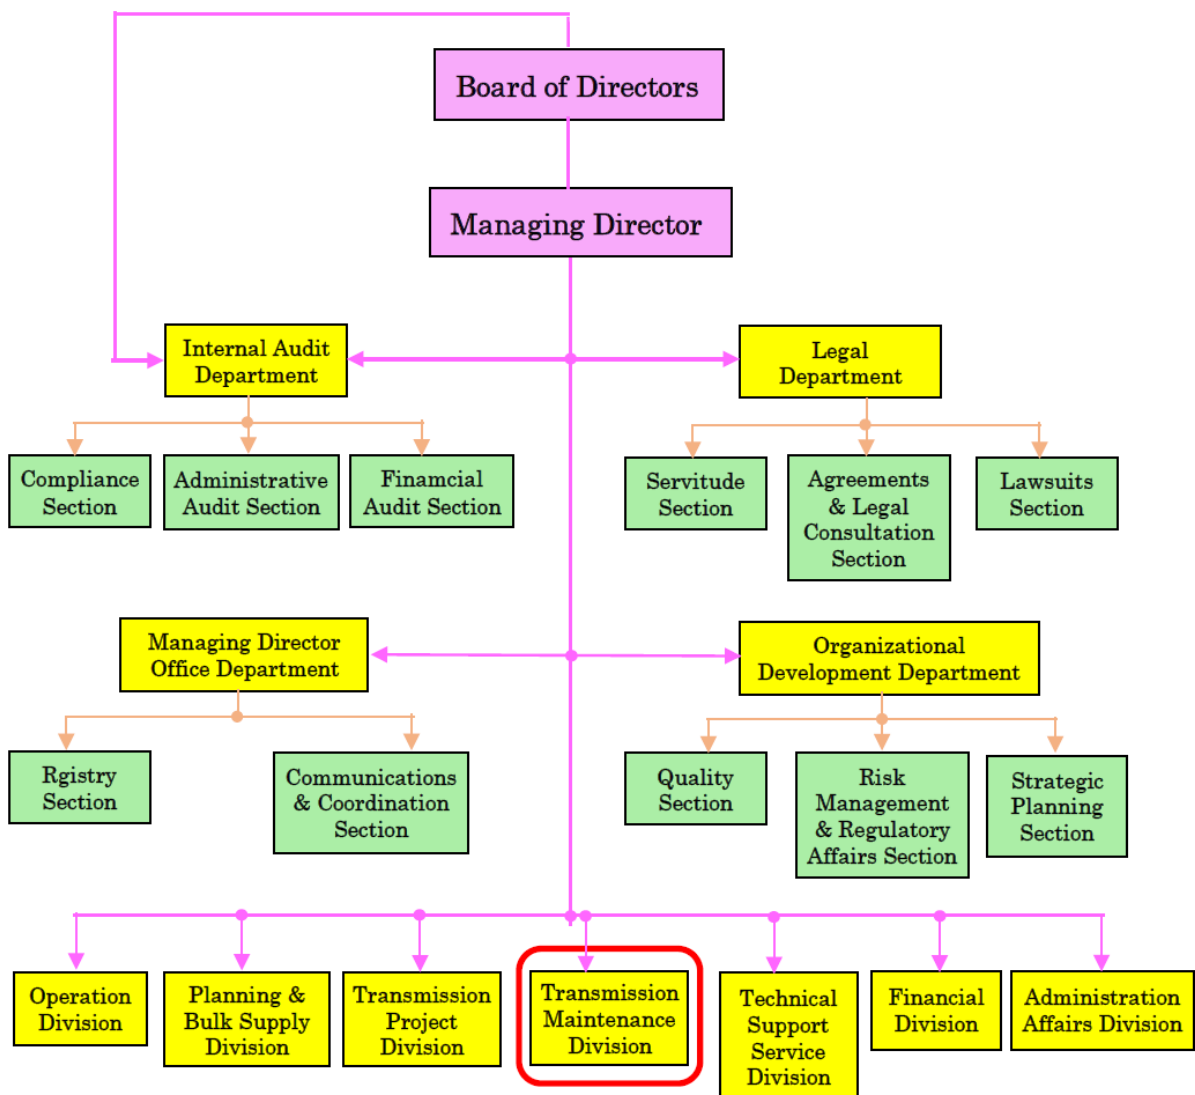 Board of Directors
Managing Director
Internal Audit
Department
Legal
Department
Compliance
Section
Administrative
Audit Section
Finamcial
Audit Section
Servitude
Section
Agreements
& Legal
Consultation
Section
Lawsuits
Section
Managing Director
Office Department
Organizational
Development Department
Rgistry
Section
Communications
& Coordination
Section
Quality
Section
Risk
Management
& Regulatory
Affairs Section
Strategic
Planning
Section
Operation
Division
Planning &
Bulk Supply
Division
Transmission
Project
Division
Transmission
Maintenance
Division
Technical
Support
Service
Division
Financial
Division
Administration
Affairs Division